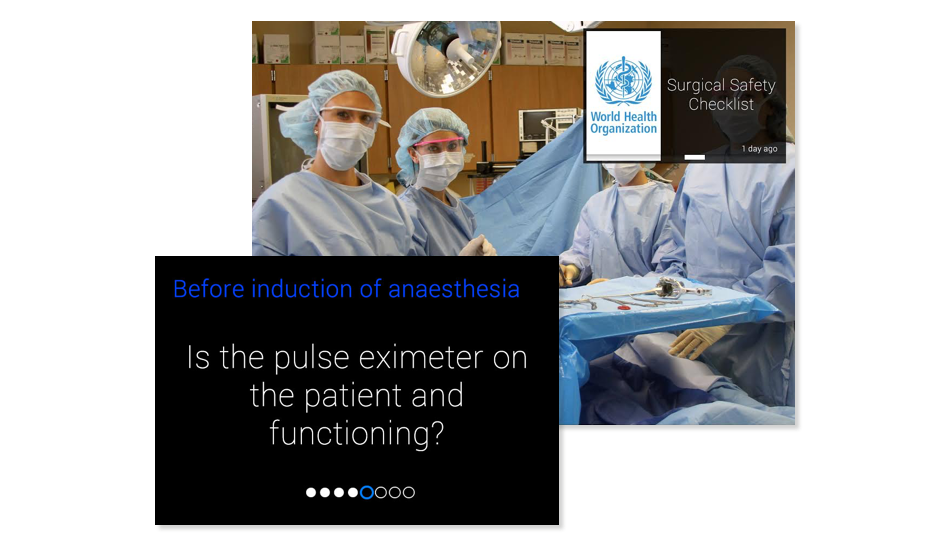 World Health
Organization
Surgical Safety
Checklist
1 day ago
Before induction of anaesthesia
Is the pulse eximeter on
the patient and
functioning?